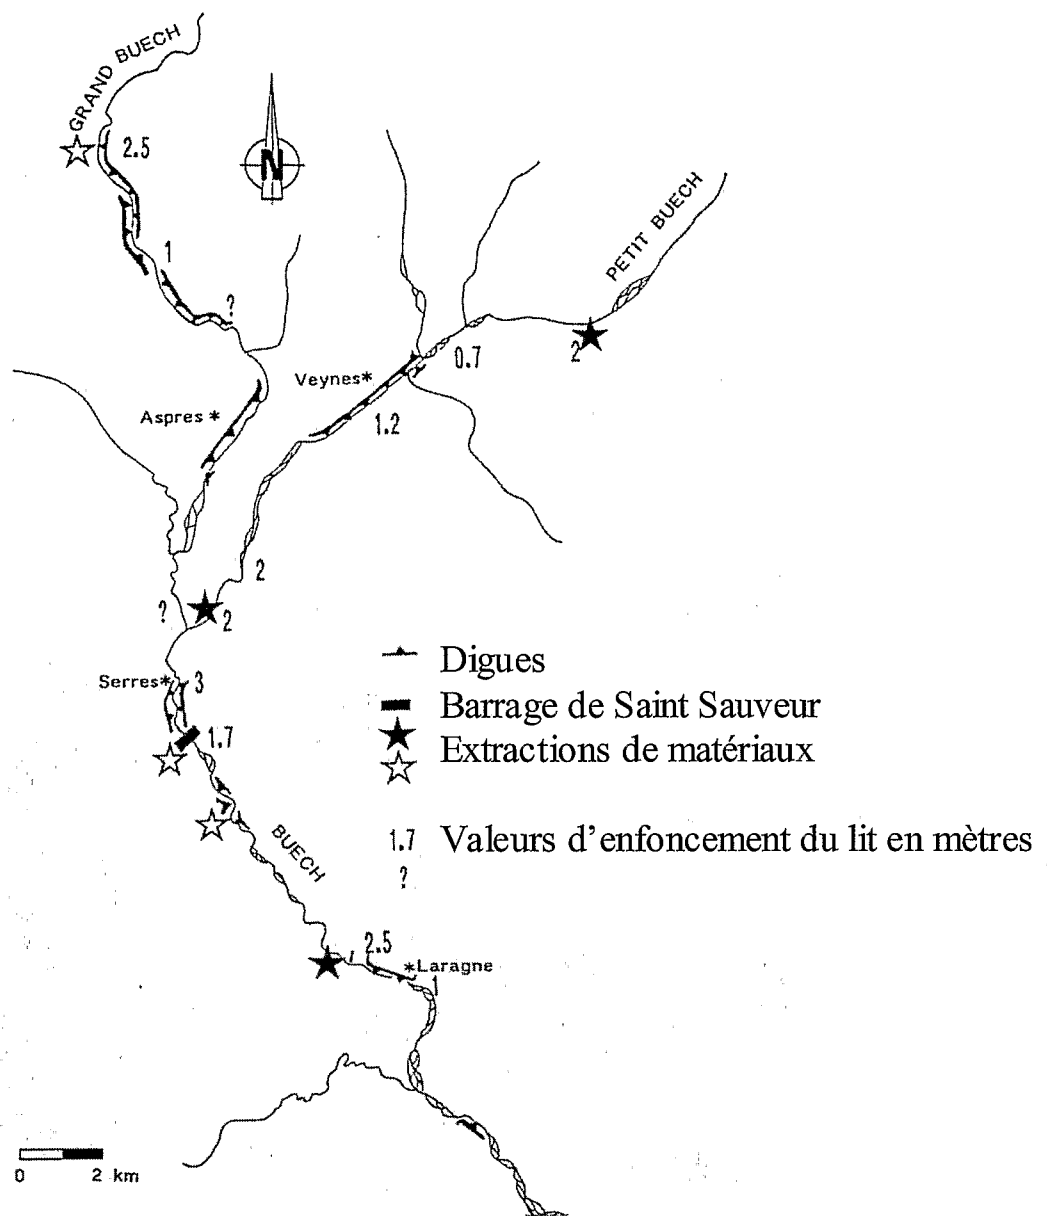 GRAND BUECH
2.5
N
PETIT BUECH
1
?
2
0.7
Veynes*
Aspres *
1.2
2
?
2
Serres*
3
1.7
Digues
Barrage de Saint Sauveur
Extractions de matériaux
1.7 Valeurs d'enfoncement du lit en mètres
?
BUECH
2.5
*Laragne
1
0 2 km